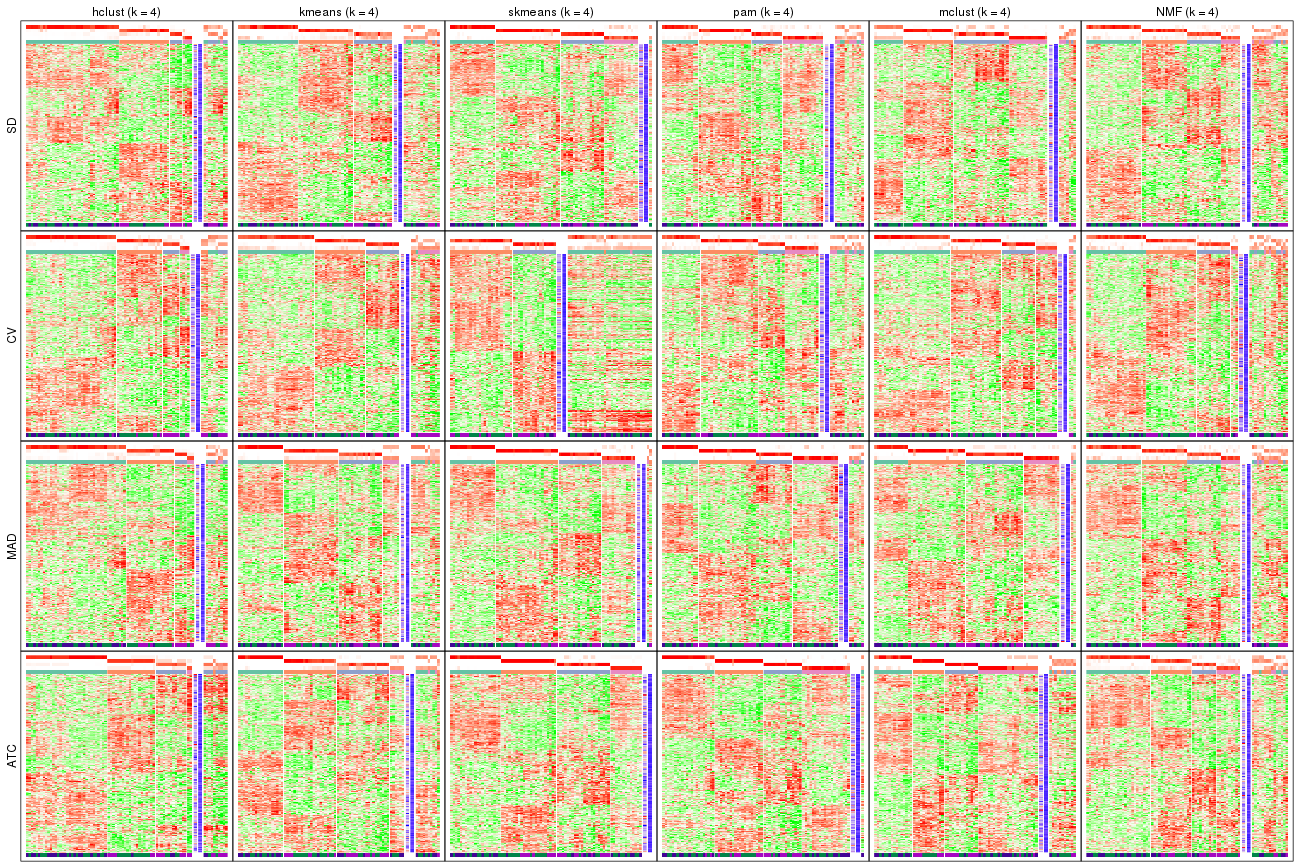 hclust (k = 4) kmeans (k = 4) skmeans (k = 4) pam (k = 4) mclust (k = 4) NMF (k = 4)
SD
CV
MAD
ATC